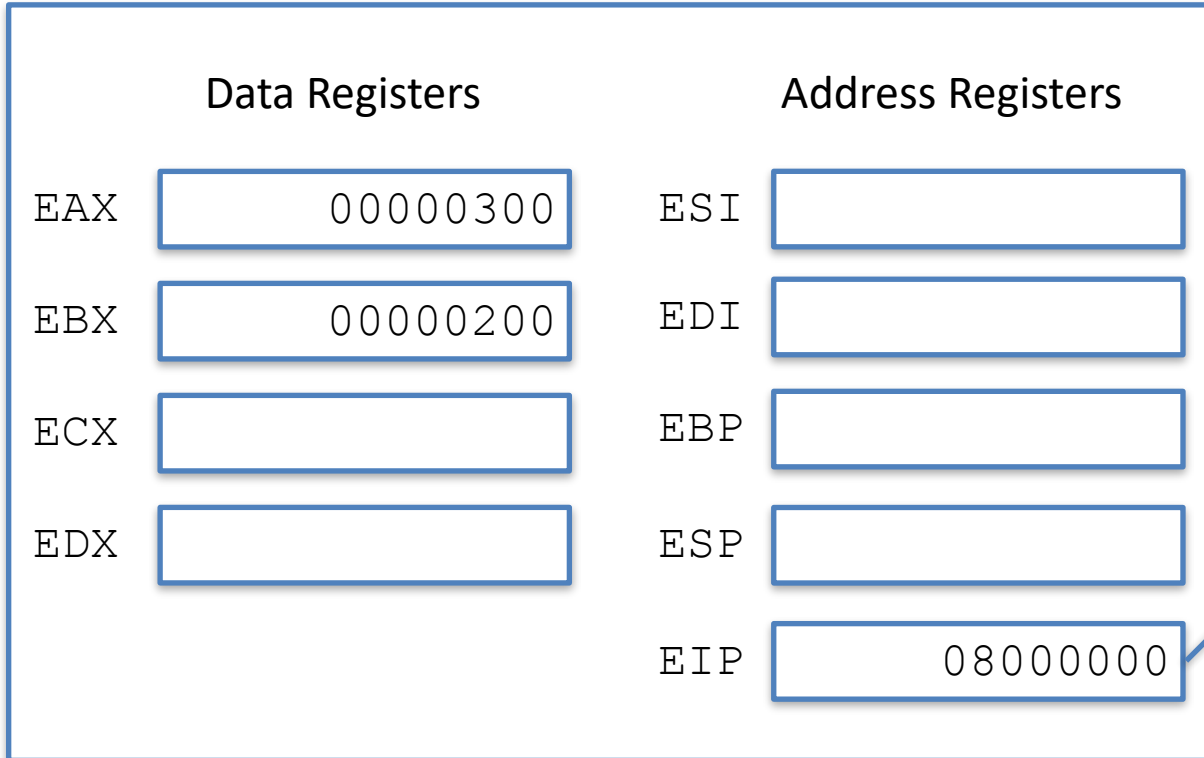 Data Registers
Address Registers
EAX 00000300
ESI
EBX 00000200
EDI
ECX
EBP
EDX
ESP
EIP 08000000